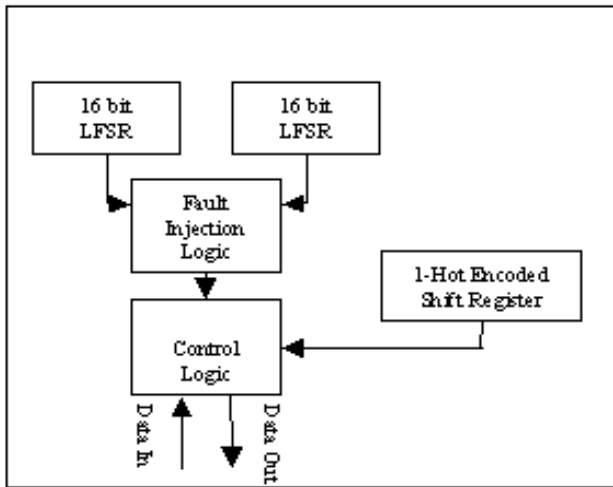 16 bit
LFSR
16 bit
LFSR
Fault
Injection
Logic
1-Hot Encoded
Shift Register
Control
Logic
Data In
Data Out